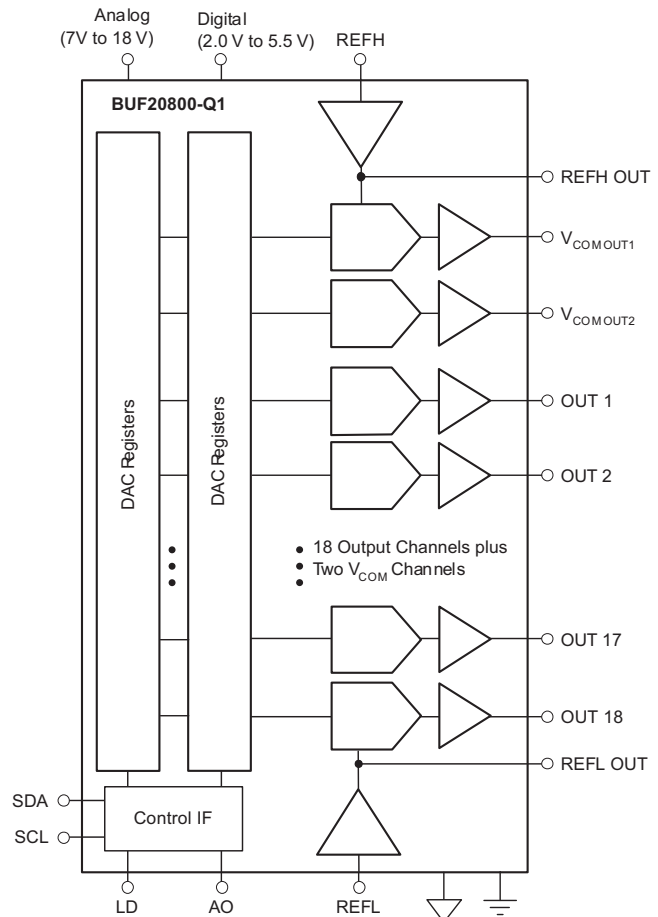 Analog
(7V to 18 V)
Digital
(2.0 V to 5.5 V)
REFH
BUF20800-Q1
REFH OUT
VCOMOUT1
VCOMOUT2
OUT 1
OUT 2
DAC Registers
DAC Registers
18 Output Channels plus
Two VCOM Channels
OUT 17
OUT 18
REFL OUT
SDA
SCL
Control IF
LD
AO
REFL